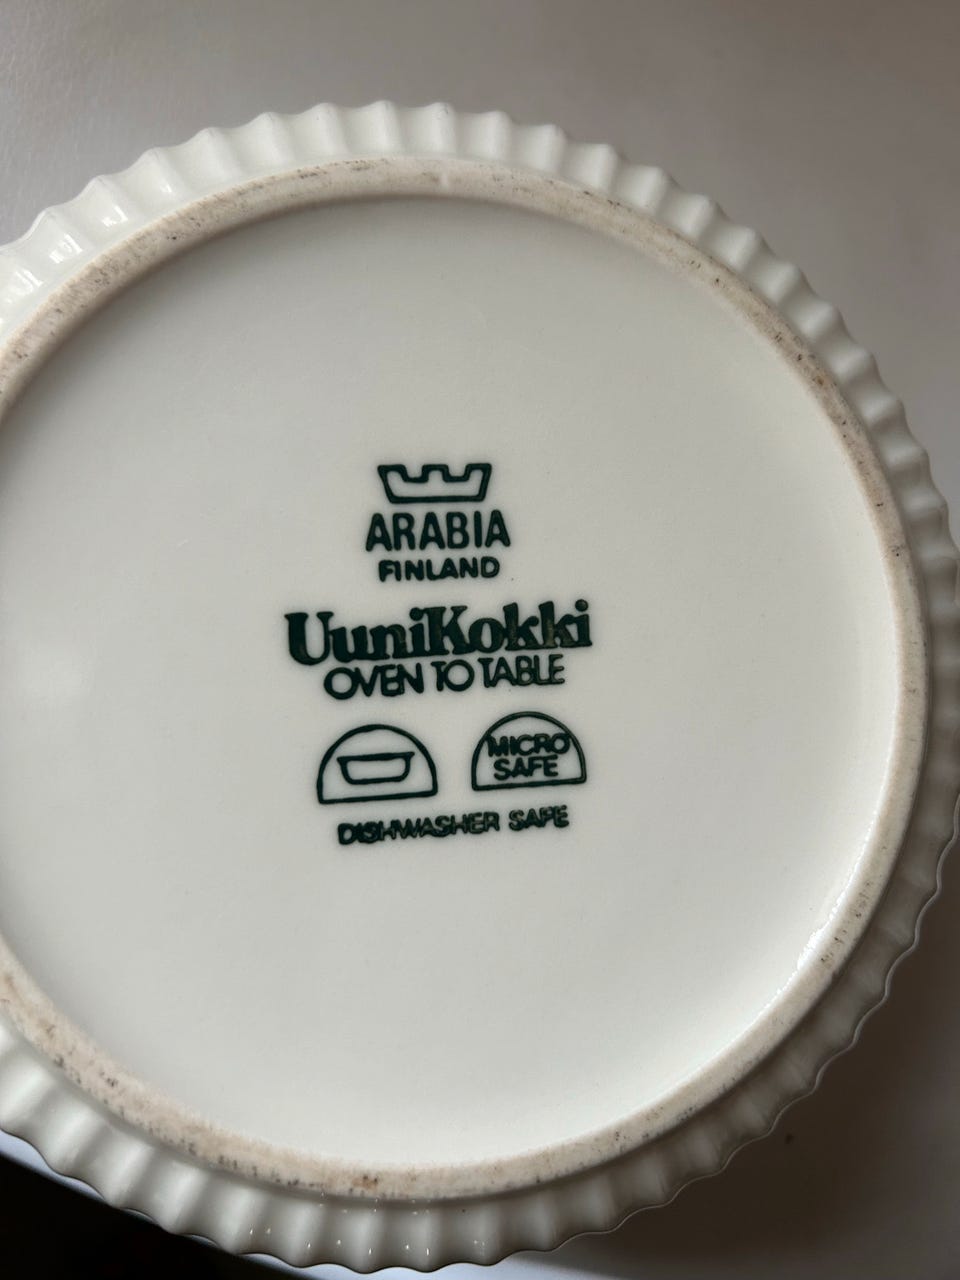 ARABIA
FINLAND
UuniKokki
OVEN TO TABLE
MICRO
SAFE
DISHWASHER SAFE